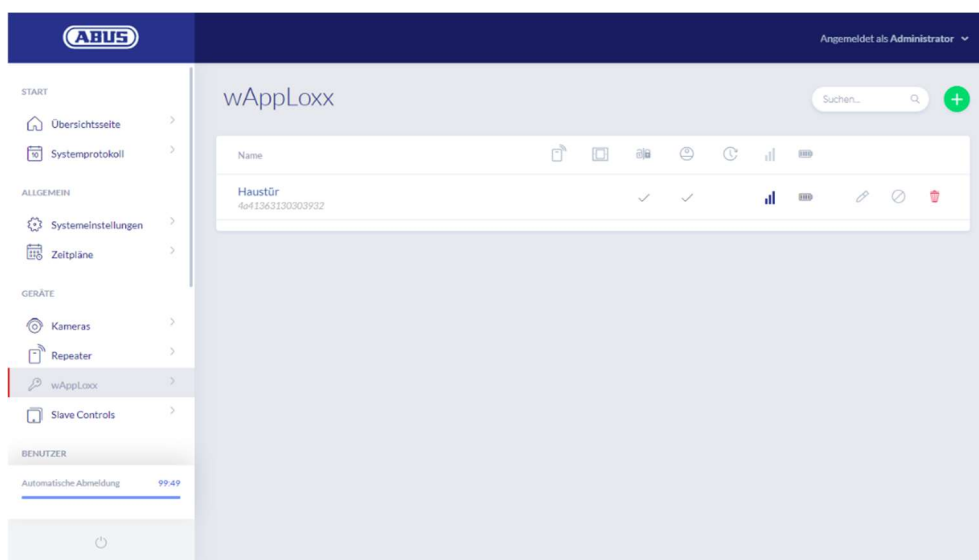 ABUS
Angemeldet als Administrator
START
Übersichtsseite
Systemprotokoll
ALLGEMEIN
Systemeinstellungen
Zeitpläne
GERÄTE
Kameras
Repeater
wAppLoxx
Slave Controls
BENUTZER
Automatische Abmeldung 99:49
wAppLoxx
Suchen...
Name
Haustür
4a41363130303932